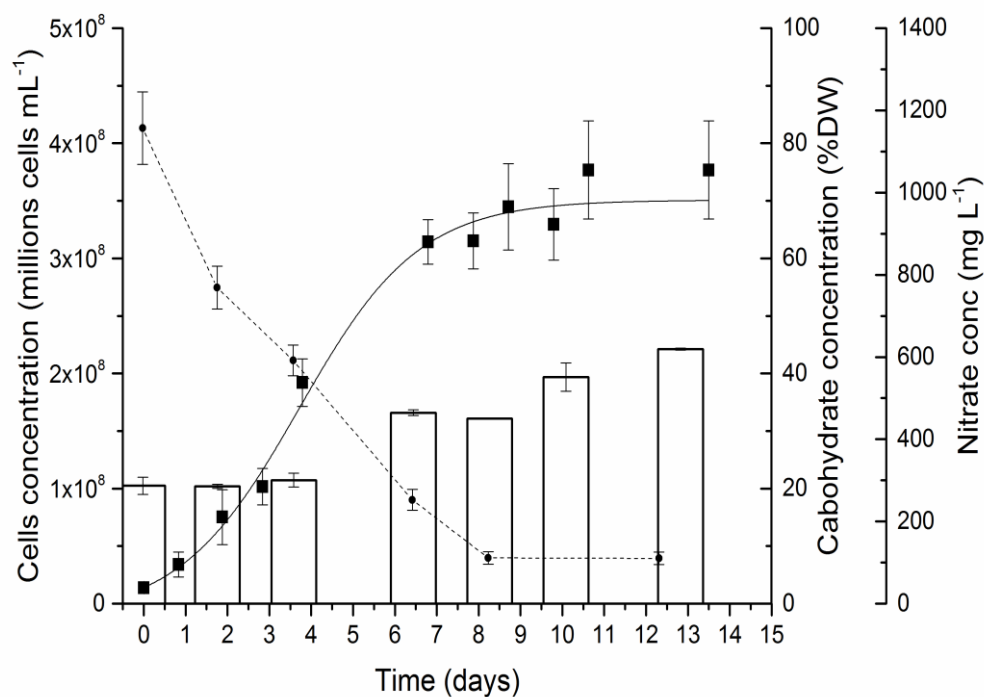 Cells concentration (millions cells mL⁻¹)
5x10⁸
4x10⁸
3x10⁸
2x10⁸
1x10⁸
0
0 1 2 3 4 5 6 7 8 9 10 11 12 13 14 15
Time (days)
100
80
60
40
20
0
Cabohydrate concentration (%DW)
1400
1200
1000
800
600
400
200
0
Nitrate conc (mg L⁻¹)